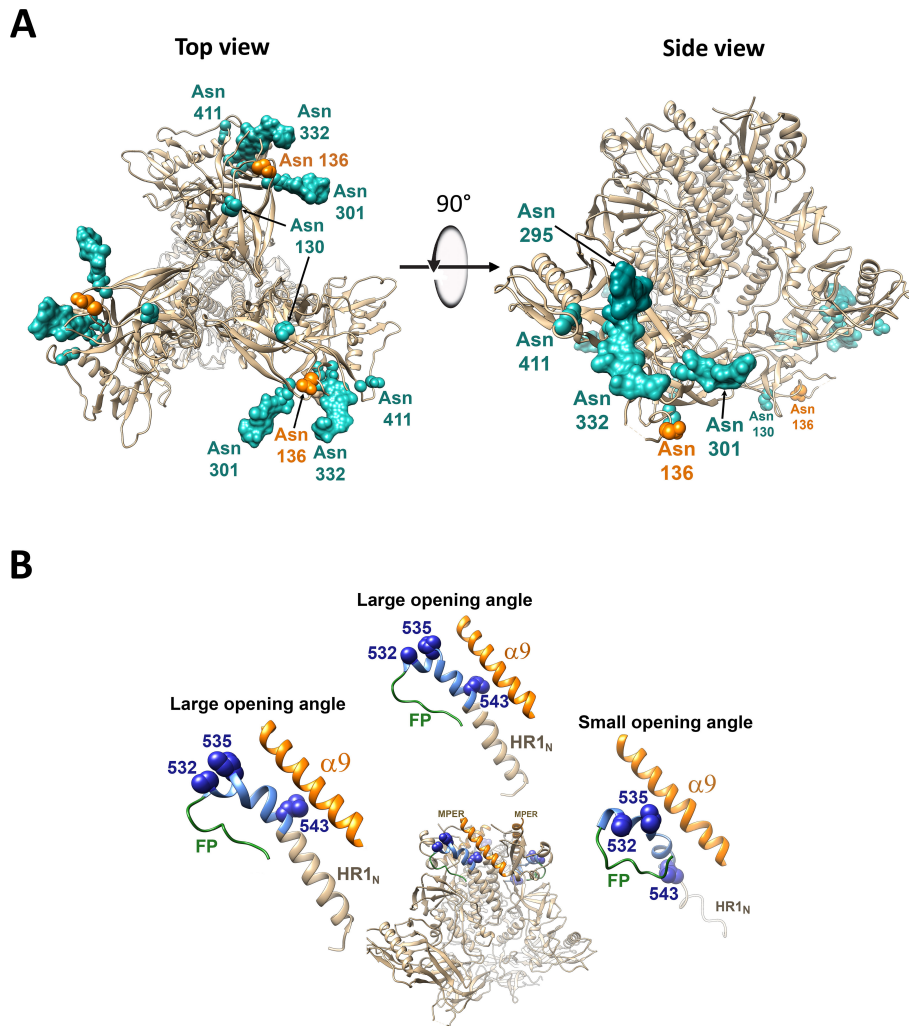 A
Top view
Side view
Asn
411
Asn
332
Asn 136
Asn
301
Asn
130
90°
Asn
295
Asn
411
Asn
332
Asn
136
Asn
301
Asn
130
Asn
136
Asn
411
Asn
301
Asn
136
Asn
332
B
Large opening angle
535
532
α9
543
FP
HR1N
Large opening angle
535
532
α9
543
FP
HR1N
Small opening angle
535
532
α9
FP
543
HR1N
MPER
MPER